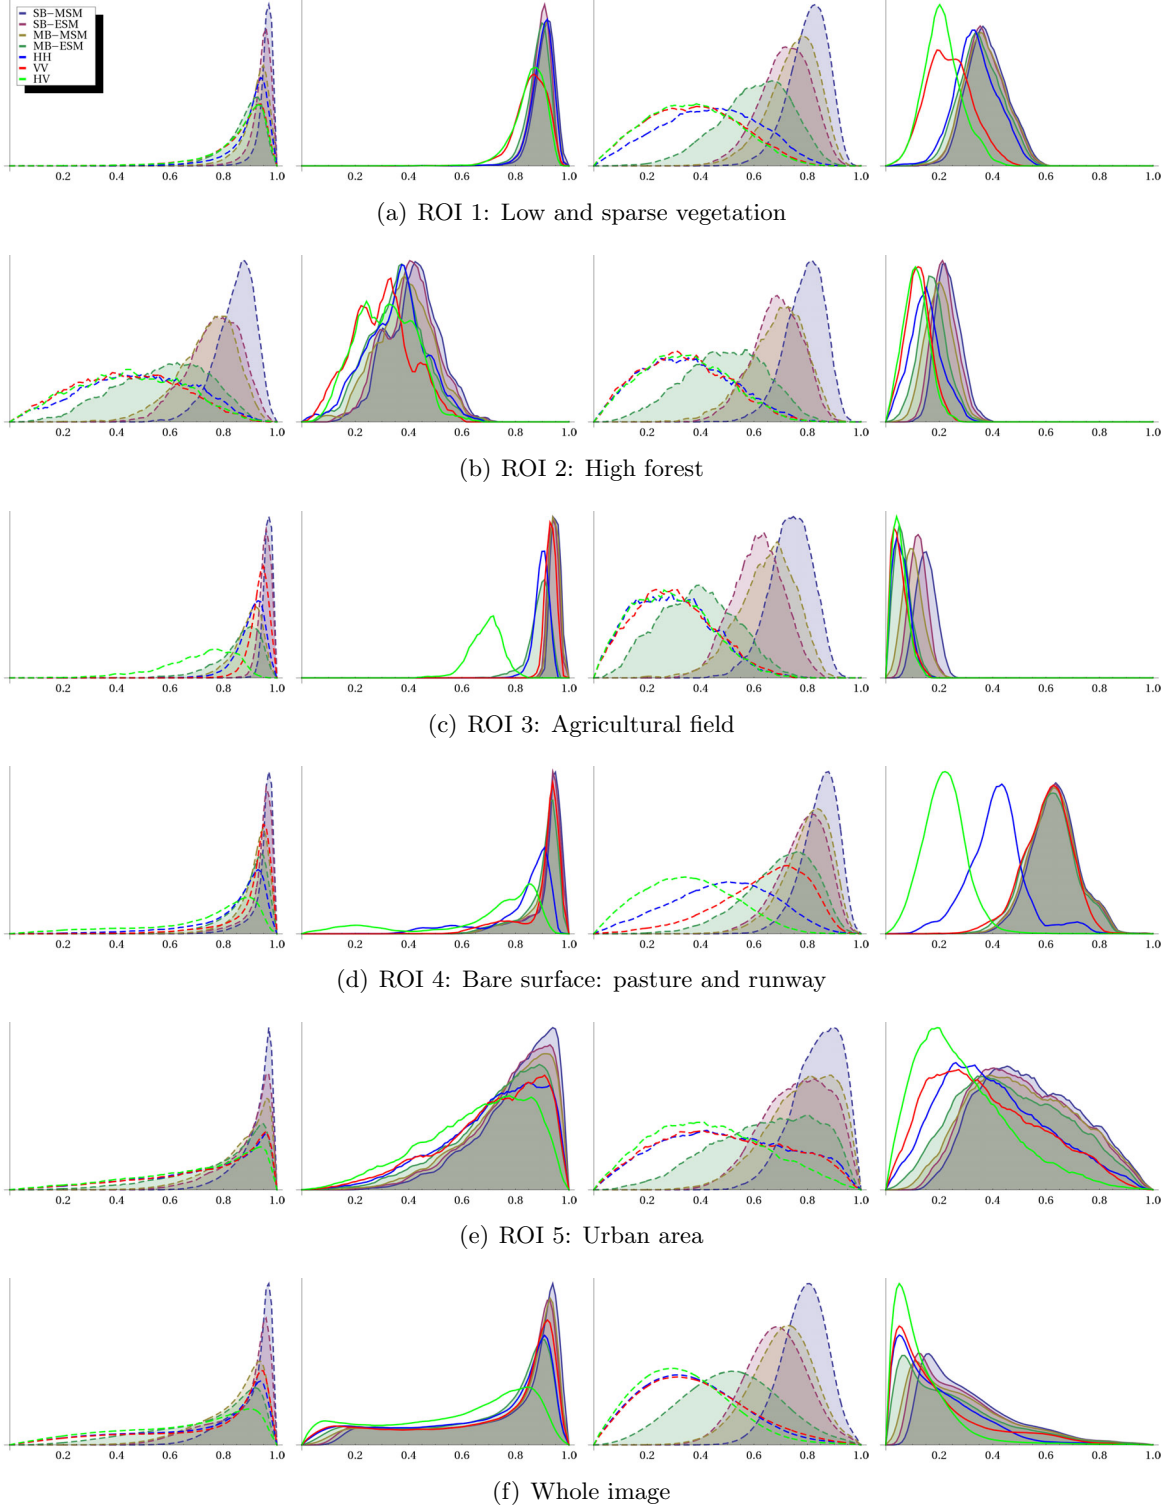 SB−MSM
SB−ESM
MB−MSM
MB−ESM
HH
VV
HV
0.2 0.4 0.6 0.8 1.0 0.2 0.4 0.6 0.8 1.0 0.2 0.4 0.6 0.8 1.0 0.2 0.4 0.6 0.8 1.0
(a) ROI 1: Low and sparse vegetation
0.2 0.4 0.6 0.8 1.0 0.2 0.4 0.6 0.8 1.0 0.2 0.4 0.6 0.8 1.0 0.2 0.4 0.6 0.8 1.0
(b) ROI 2: High forest
0.2 0.4 0.6 0.8 1.0 0.2 0.4 0.6 0.8 1.0 0.2 0.4 0.6 0.8 1.0 0.2 0.4 0.6 0.8 1.0
(c) ROI 3: Agricultural field
0.2 0.4 0.6 0.8 1.0 0.2 0.4 0.6 0.8 1.0 0.2 0.4 0.6 0.8 1.0 0.2 0.4 0.6 0.8 1.0
(d) ROI 4: Bare surface: pasture and runway
0.2 0.4 0.6 0.8 1.0 0.2 0.4 0.6 0.8 1.0 0.2 0.4 0.6 0.8 1.0 0.2 0.4 0.6 0.8 1.0
(e) ROI 5: Urban area
0.2 0.4 0.6 0.8 1.0 0.2 0.4 0.6 0.8 1.0 0.2 0.4 0.6 0.8 1.0 0.2 0.4 0.6 0.8 1.0
(f) Whole image